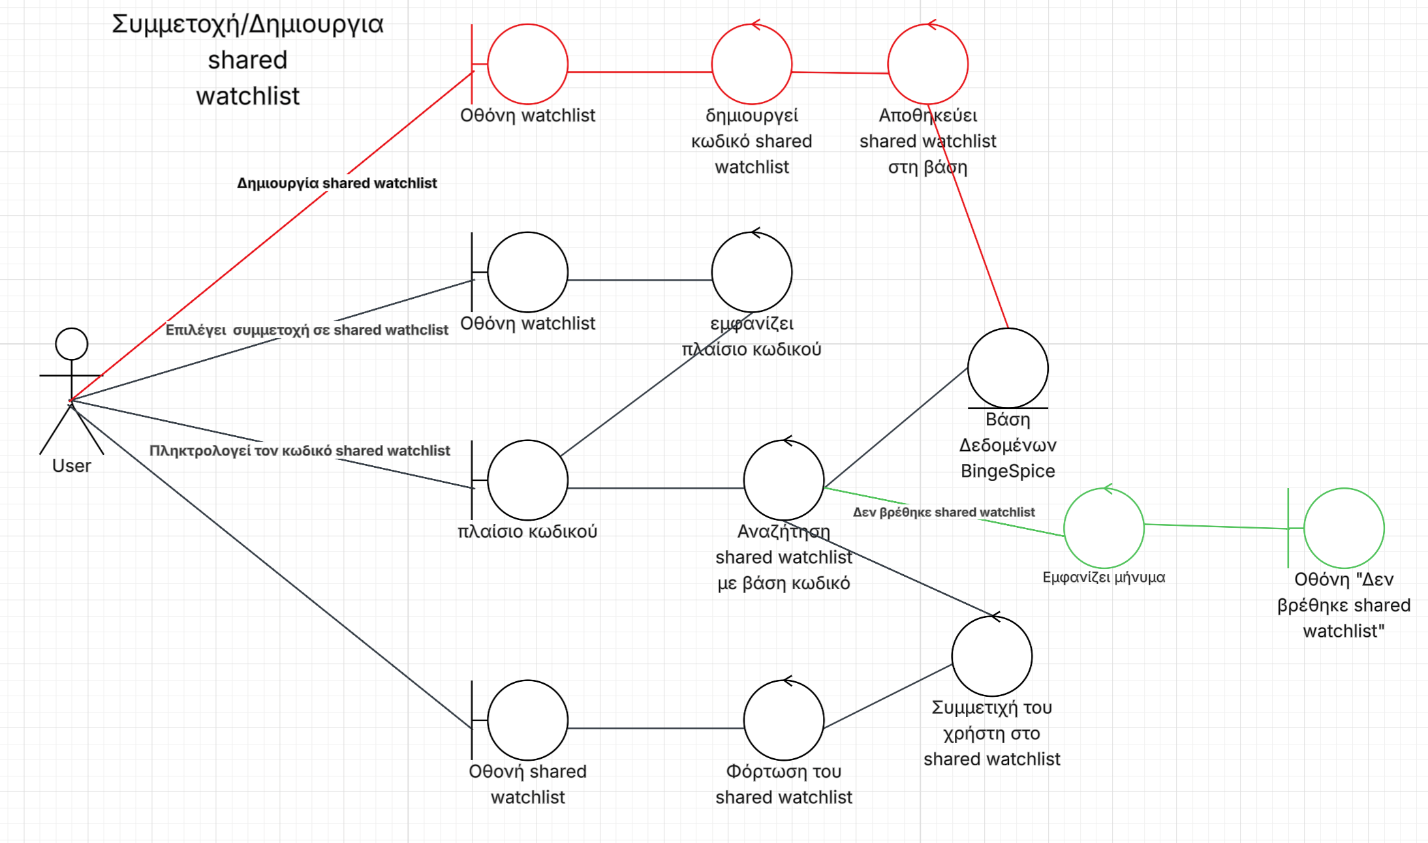 Συμμετοχή/Δημιουργια
shared
watchlist
Οθόνη watchlist
δημιουργεί
κωδικό shared
watchlist
Αποθηκεύει
shared watchlist
στη βάση
Δημιουργία shared watchlist
Επιλέγει συμμετοχή σε shared wathclist
Οθόνη watchlist
εμφανίζει
πλαίσιο κωδικού
User
Βάση
Δεδομένων
BingeSpice
Πληκτρολογεί τον κωδικό shared watchlist
πλαίσιο κωδικού
Αναζήτηση
shared watchlist
με βάση κωδικό
Δεν βρέθηκε shared watchlist
Εμφανίζει μήνυμα
Οθόνη "Δεν
βρέθηκε shared
watchlist"
Συμμετιχή του
χρήστη στο
shared watchlist
Οθονή shared
watchlist
Φόρτωση του
shared watchlist